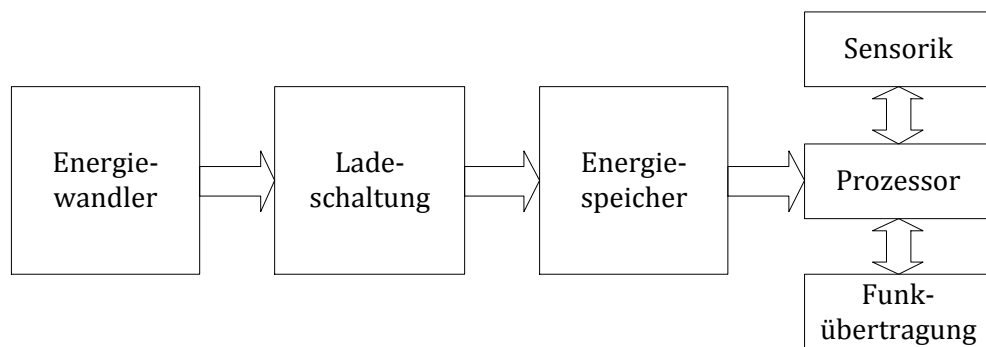 Energie-
wandler
Lade-
schaltung
Energie-
speicher
Sensorik
Prozessor
Funk-
übertragung